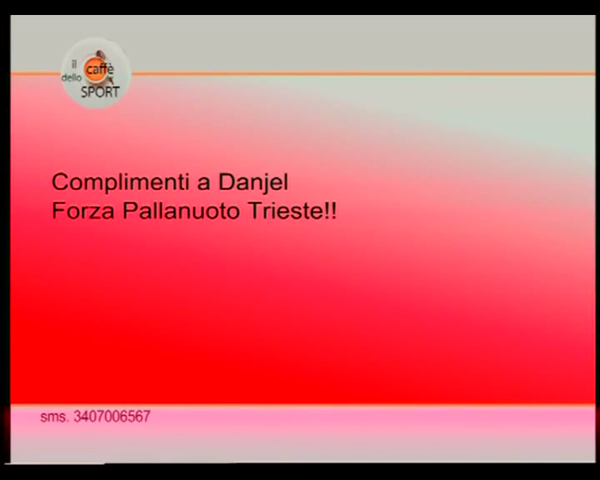 il caffè
dello SPORT
Complimenti a Danjel
Forza Pallanuoto Trieste!!
sms. 3407006567